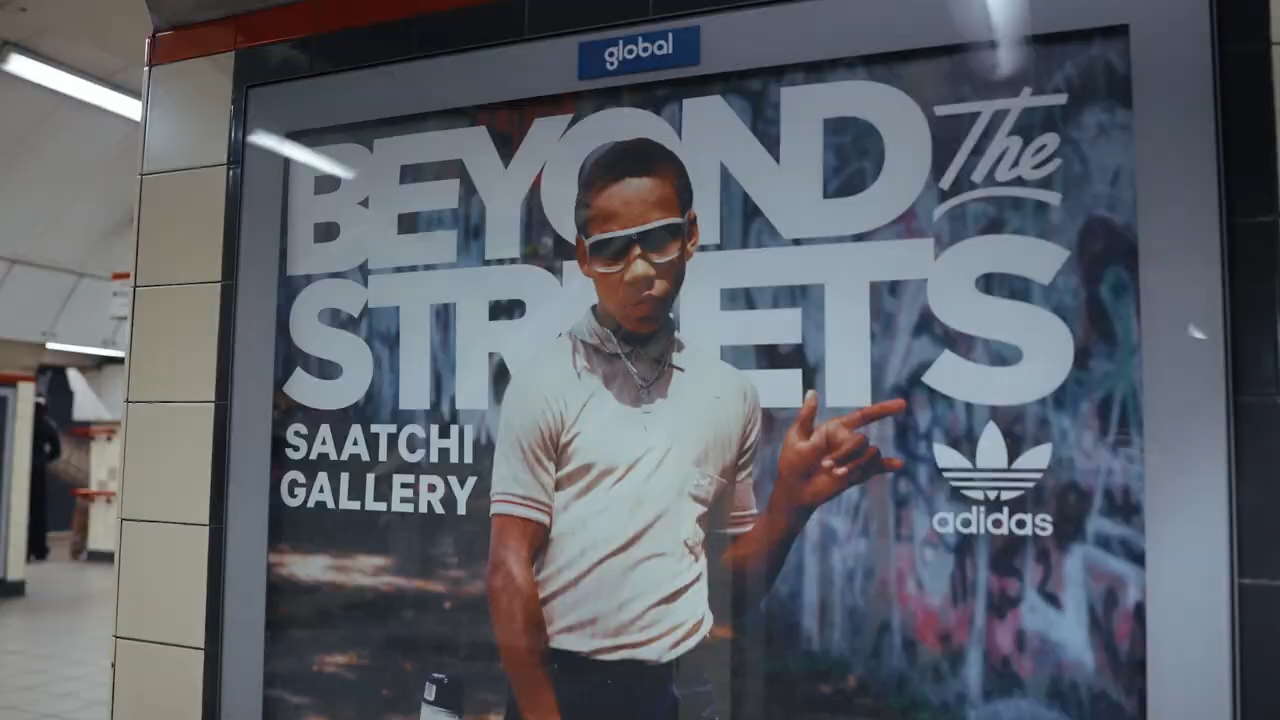 global
BEYOND The
STREETS
SAATCHI
GALLERY
adidas